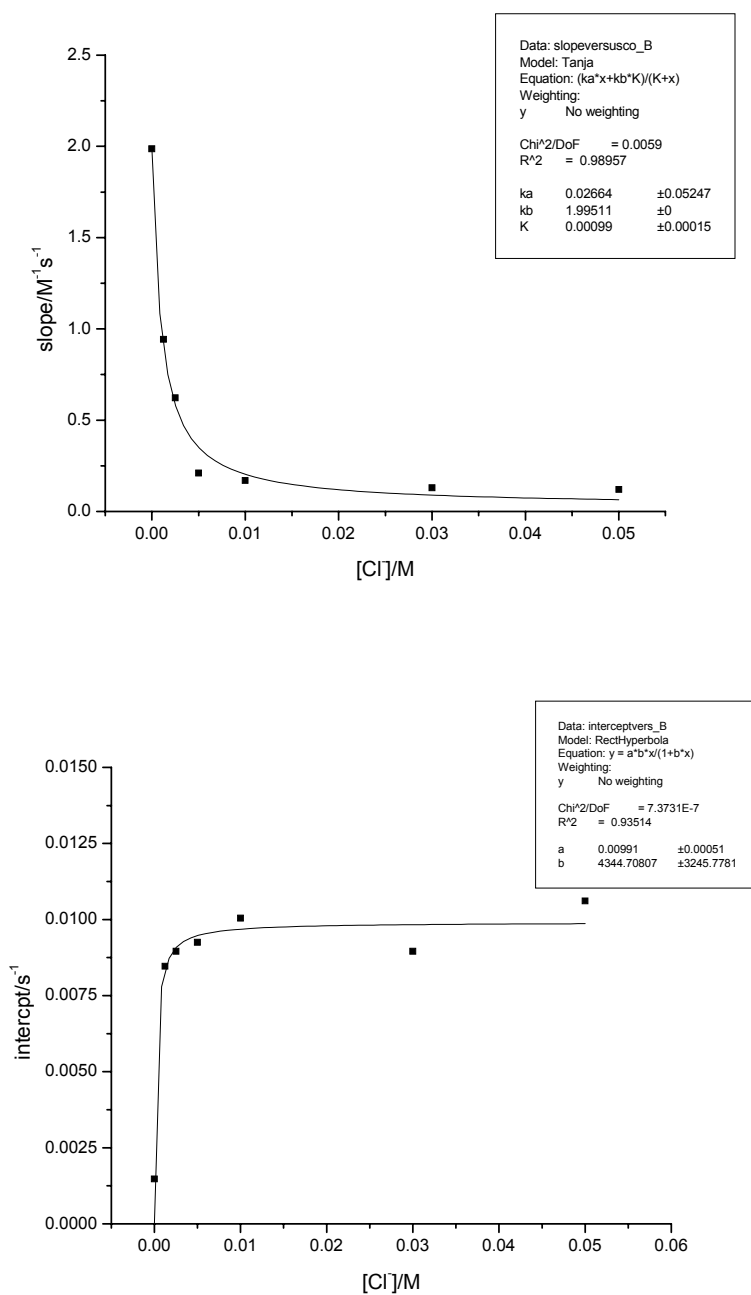 Data: slopeversusco_B
Model: Tanja
Equation: (ka*x+kb*K)/(K+x)
Weighting:
y No weighting
Chi^2/DoF = 0.0059
R^2 = 0.98957
ka 0.02664 ±0.05247
kb 1.99511 ±0
K 0.00099 ±0.00015
2.5
2.0
1.5
1.0
0.5
0.0
slope/M⁻¹s⁻¹
0.00 0.01 0.02 0.03 0.04 0.05
[Cl⁻]/M
Data: interceptvers_B
Model: RectHyperbola
Equation: y = a*b*x/(1+b*x)
Weighting:
y No weighting
Chi^2/DoF = 7.3731E-7
R^2 = 0.93514
a 0.00991 ±0.00051
b 4344.70807 ±3245.7781
0.0150
0.0125
0.0100
0.0075
0.0050
0.0025
0.0000
intercpt/s⁻¹
0.00 0.01 0.02 0.03 0.04 0.05 0.06
[Cl⁻]/M